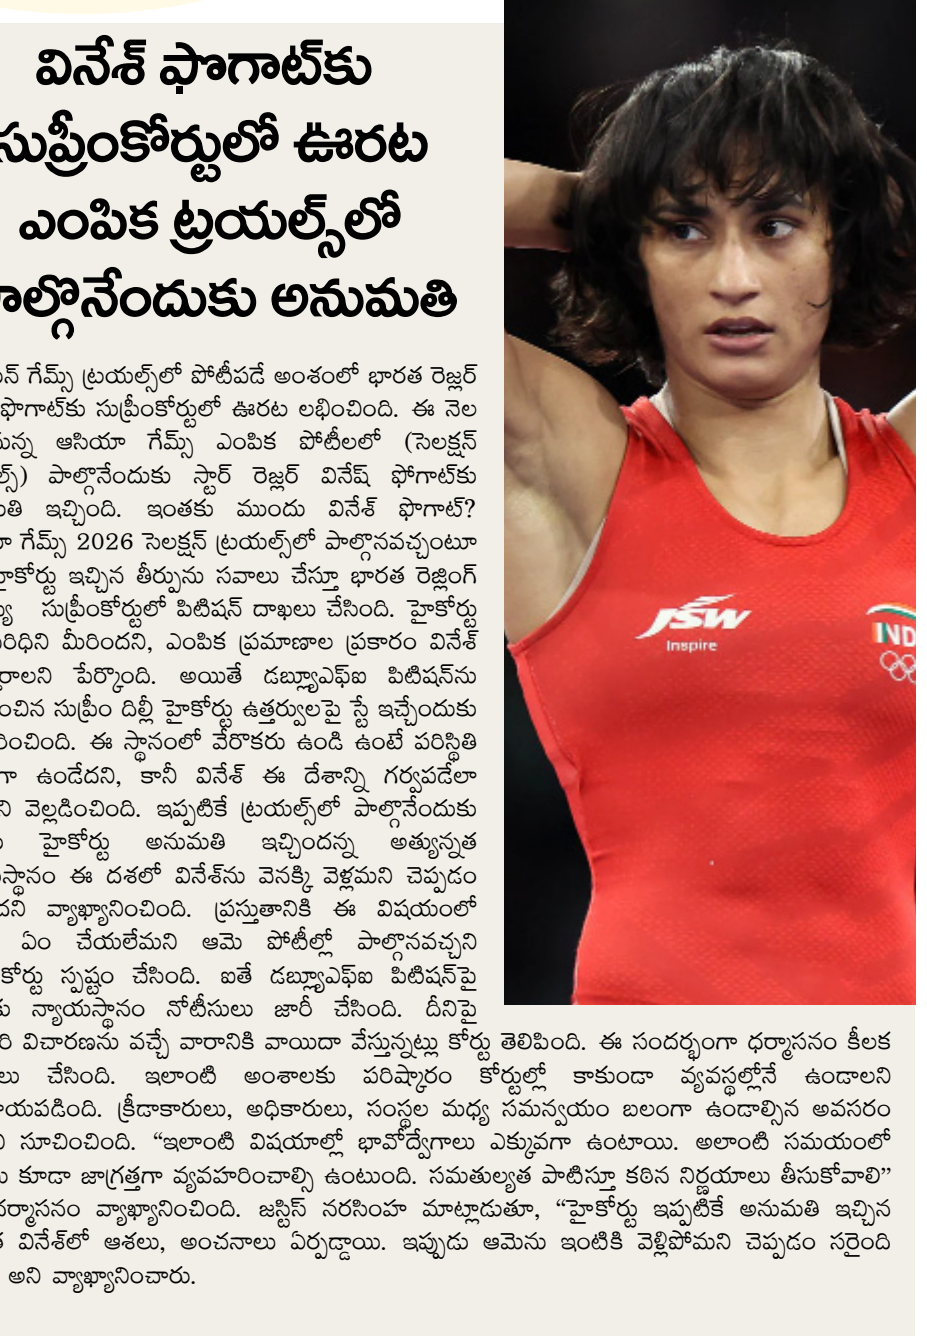 వినేశ్ ఫొగాట్‌కు
సుప్రీంకోర్టులో ఊరట
ఎంపిక ట్రయల్స్‌లో
పాల్గొనేందుకు అనుమతి
గేమ్స్ ట్రయల్స్‌లో పోటీపడే అంశంలో భారత రెజ్లర్
ఫొగాట్‌కు సుప్రీంకోర్టులో ఊరట లభించింది. ఈ నెల
ఆసియా గేమ్స్ ఎంపిక పోటీలలో (సెలక్షన్
పాల్గొనేందుకు స్టార్ రెజ్లర్ వినేష్ ఫోగాట్‌కు
ఇచ్చింది. ఇంతకు ముందు వినేశ్ ఫొగాట్?
గేమ్స్ 2026 సెలక్షన్ ట్రయల్స్‌లో పాల్గొనవచ్చంటూ
ఇచ్చిన తీర్పును సవాలు చేస్తూ భారత రెజ్లింగ్
సుప్రీంకోర్టులో పిటిషన్ దాఖలు చేసింది. హైకోర్టు
మీరిందని, ఎంపిక ప్రమాణాల ప్రకారం వినేశ్
పేర్కొంది. అయితే డబ్ల్యూఎఫ్ఐ పిటిషన్‌ను
సుప్రీం దిల్లీ హైకోర్టు ఉత్తర్వులపై స్టే ఇచ్చేందుకు
ఈ స్థానంలో వేరొకరు ఉండి ఉంటే పరిస్థితి
ఉండేదని, కానీ వినేశ్ ఈ దేశాన్ని గర్వపడేలా
వెల్లడించింది. ఇప్పటికే ట్రయల్స్‌లో పాల్గొనేందుకు
హైకోర్టు అనుమతి ఇచ్చిందన్న అత్యున్నత
ఈ దశలో వినేశ్‌ను వెనక్కి వెళ్లమని చెప్పడం
వ్యాఖ్యానించింది. ప్రస్తుతానికి ఈ విషయంలో
ఏం చేయలేమని ఆమె పోటీల్లో పాల్గొనవచ్చని
స్పష్టం చేసింది. ఐతే డబ్ల్యూఎఫ్ఐ పిటిషన్‌పై
న్యాయస్థానం నోటీసులు జారీ చేసింది. దీనిపై
విచారణను వచ్చే వారానికి వాయిదా వేస్తున్నట్లు కోర్టు తెలిపింది. ఈ సందర్భంగా ధర్మాసనం కీలక
చేసింది. ఇలాంటి అంశాలకు పరిష్కారం కోర్టుల్లో కాకుండా వ్యవస్థల్లోనే ఉండాలని
క్రీడాకారులు, అధికారులు, సంస్థల మధ్య సమన్వయం బలంగా ఉండాల్సిన అవసరం
సూచించింది. “ఇలాంటి విషయాల్లో భావోద్వేగాలు ఎక్కువగా ఉంటాయి. అలాంటి సమయంలో
కూడా జాగ్రత్తగా వ్యవహరించాల్సి ఉంటుంది. సమతుల్యత పాటిస్తూ కఠిన నిర్ణయాలు తీసుకోవాలి”
వ్యాఖ్యానించింది. జస్టిస్ నరసింహ మాట్లాడుతూ, “హైకోర్టు ఇప్పటికే అనుమతి ఇచ్చిన
వినేశ్‌లో ఆశలు, అంచనాలు ఏర్పడ్డాయి. ఇప్పుడు ఆమెను ఇంటికి వెళ్లిపోమని చెప్పడం సరైంది
అని వ్యాఖ్యానించారు.
JSW
Inspire
IND